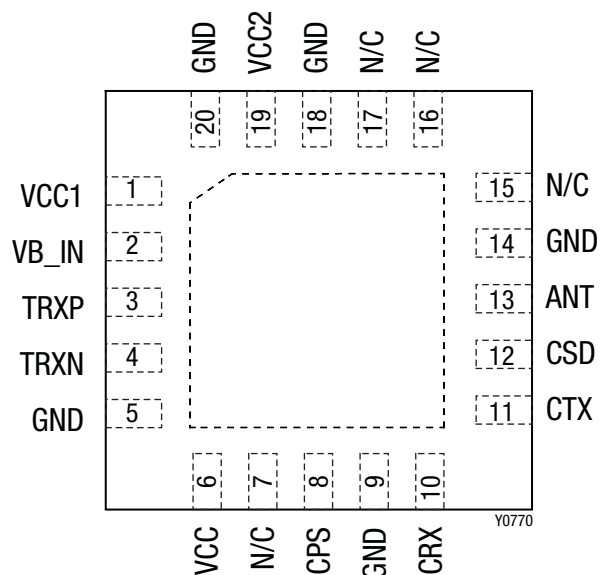 GND VCC2 GND N/C N/C
20 19 18 17 16
VCC1 1 15 N/C
VB_IN 2 14 GND
TRXP 3 13 ANT
TRXN 4 12 CSD
GND 5 11 CTX
6 7 8 9 10
VCC N/C CPS GND CRX
Y0770